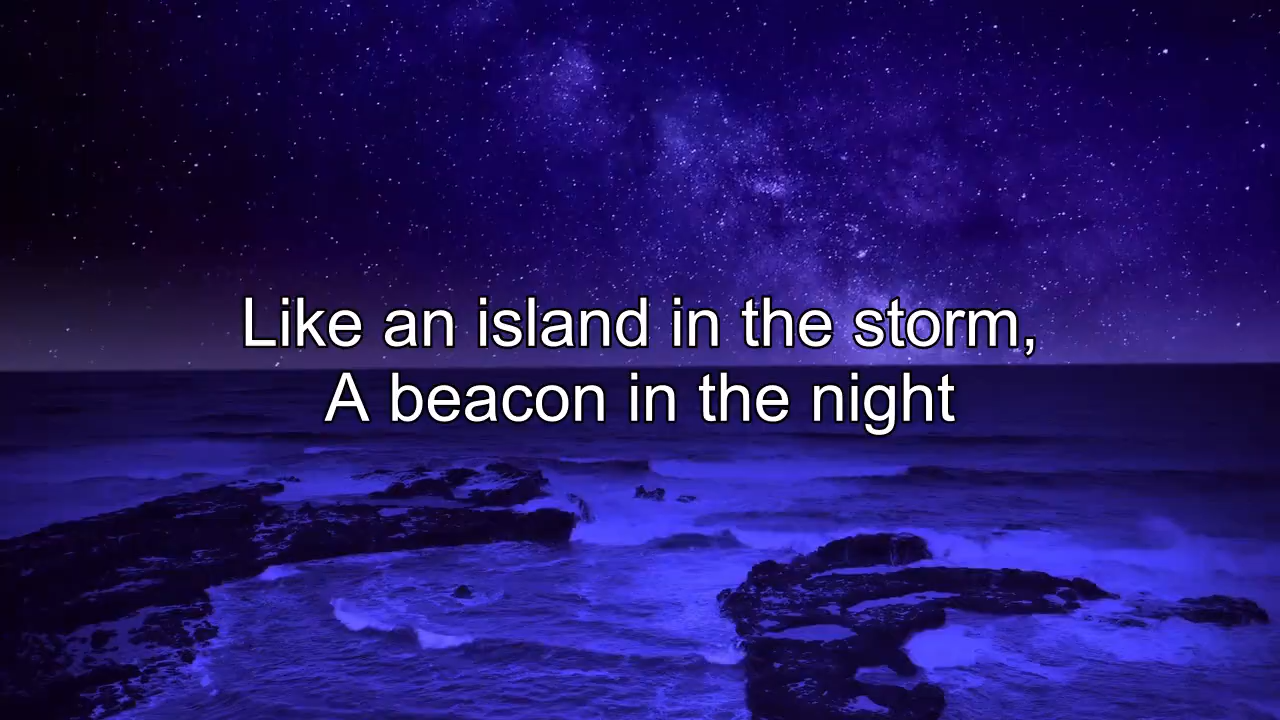 Like an island in the storm,
A beacon in the night